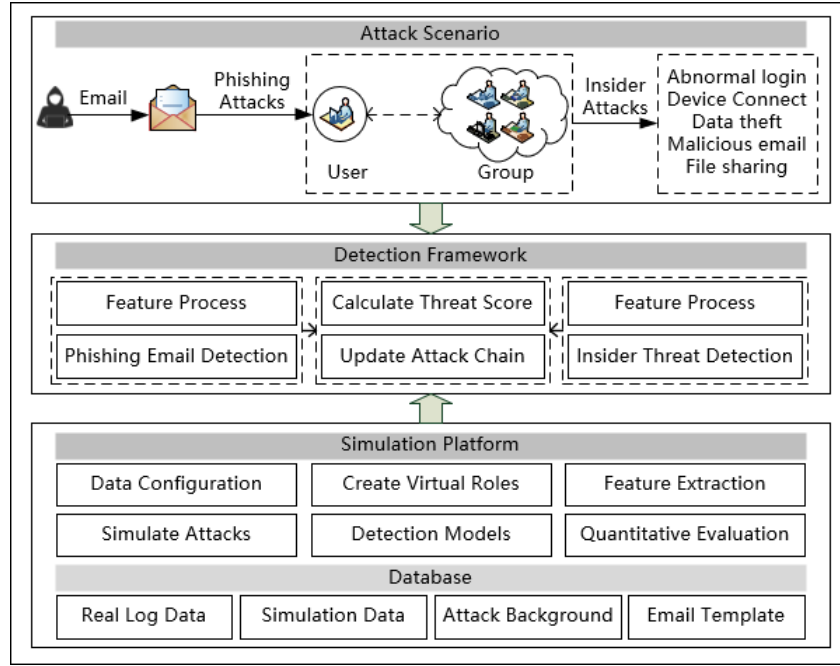 Attack Scenario
Email
Phishing
Attacks
User
Group
Insider
Attacks
Abnormal login
Device Connect
Data theft
Malicious email
File sharing
Detection Framework
Feature Process
Calculate Threat Score
Feature Process
Phishing Email Detection
Update Attack Chain
Insider Threat Detection
Simulation Platform
Data Configuration
Create Virtual Roles
Feature Extraction
Simulate Attacks
Detection Models
Quantitative Evaluation
Database
Real Log Data
Simulation Data
Attack Background
Email Template